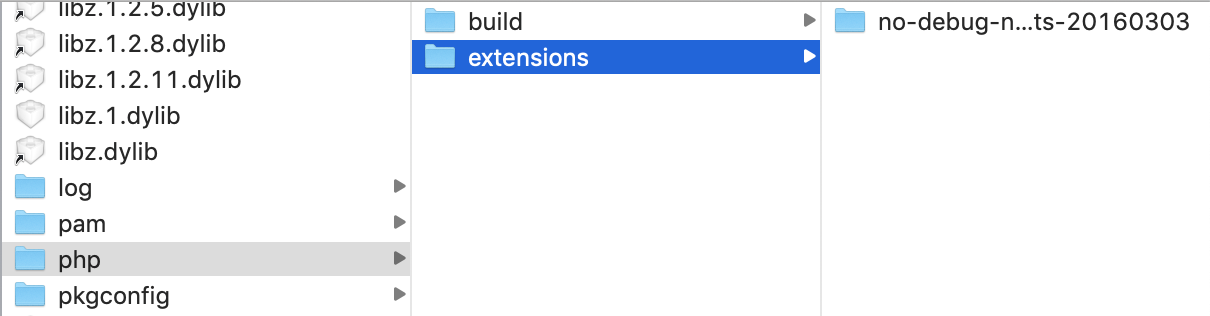 libz.1.2.5.dylib
libz.1.2.8.dylib
libz.1.2.11.dylib
libz.1.dylib
libz.dylib
log
pam
php
pkgconfig
build
extensions
no-debug-n...ts-20160303